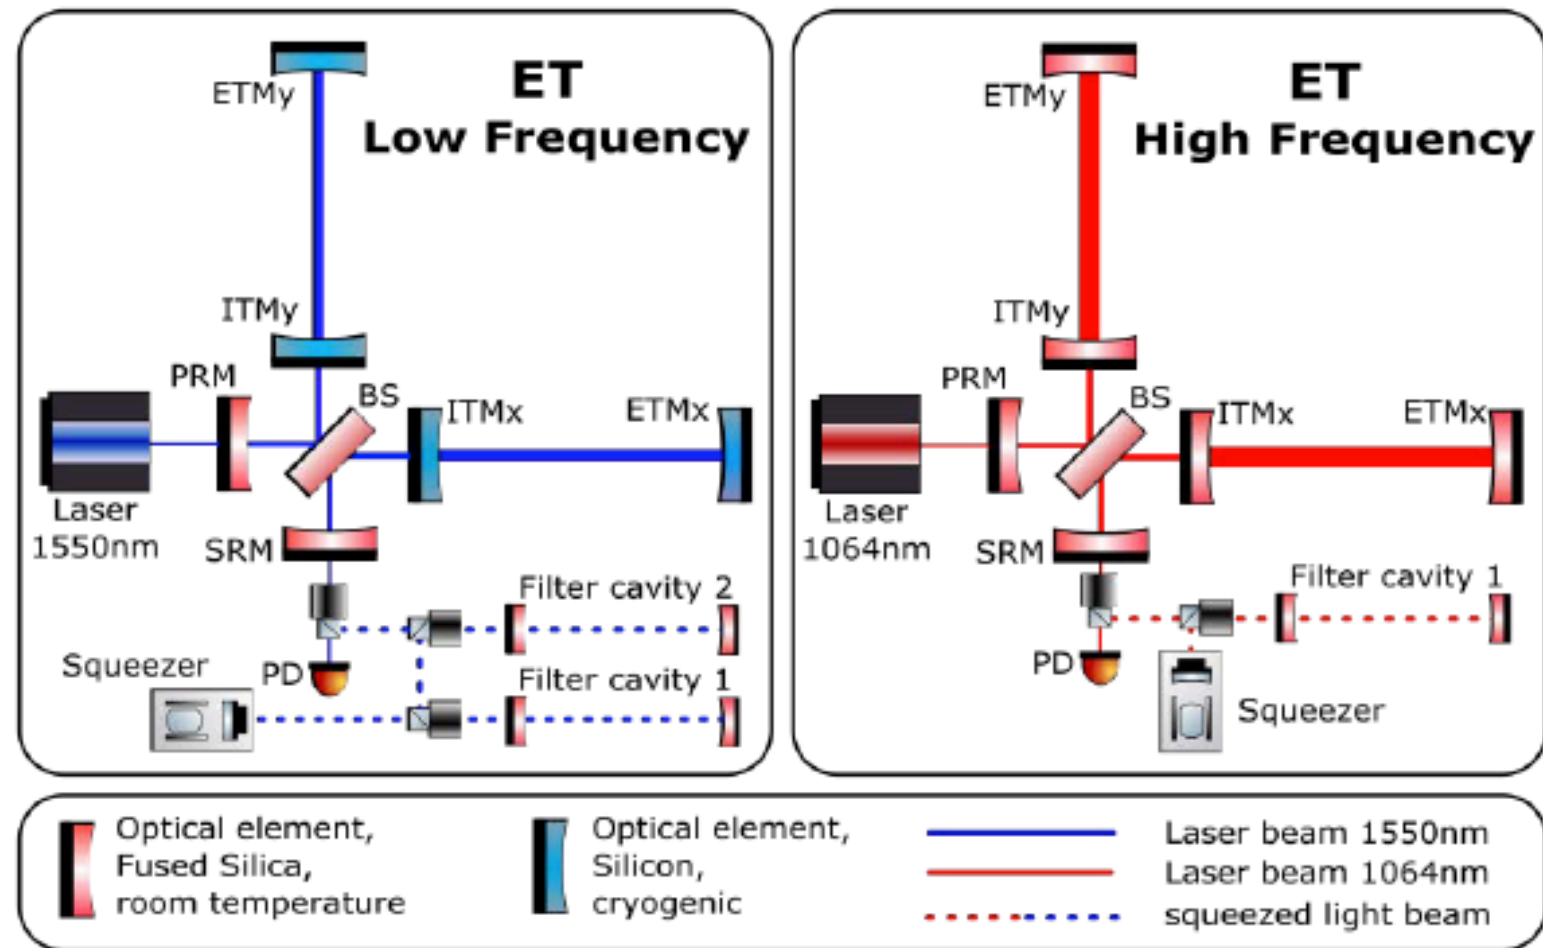 ET
Low Frequency
ETMy
ITMy
PRM
BS
ITMx
ETMx
Laser
1550nm
SRM
Filter cavity 2
Squeezer
PD
Filter cavity 1
ET
High Frequency
ETMy
ITMy
PRM
BS
ITMx
ETMx
Laser
1064nm
SRM
Filter cavity 1
PD
Squeezer
Optical element,
Fused Silica,
room temperature
Optical element,
Silicon,
cryogenic
Laser beam 1550nm
Laser beam 1064nm
squeezed light beam